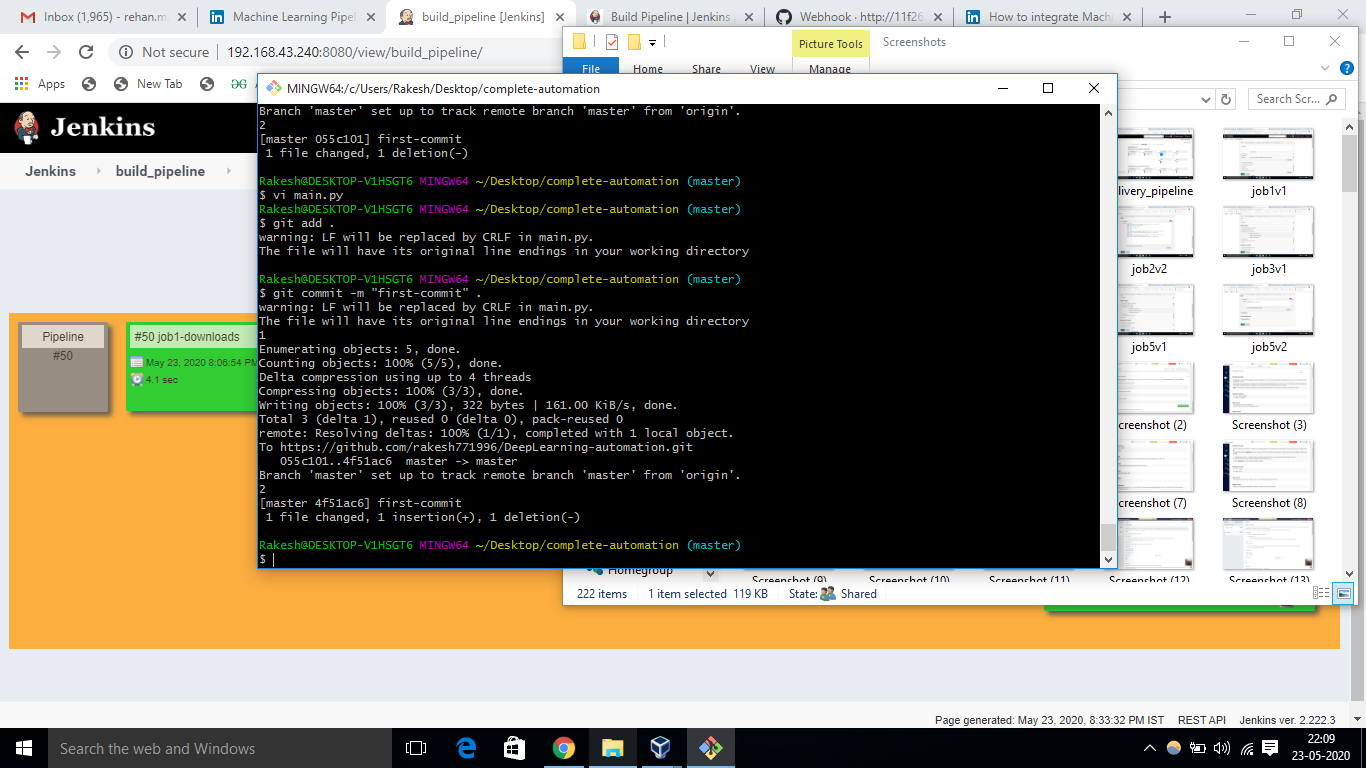 Inbox (1,965) - rehan.m
Machine Learning Pipel
build_pipeline [Jenkins]
Build Pipeline | Jenkins
Webhook · http://11f26
How to integrate Machi
Not secure
192.168.43.240:8080/view/build_pipeline/
Apps
New Tab
Jenkins
Jenkins
build_pipeline
Pipeline
#50
#50 job1-downloads
May 23, 2020 8:06:54 PM
4.1 sec
Picture Tools
Screenshots
File
Home
Share
View
Manage
Search Scr...
MINGW64:/c/Users/Rakesh/Desktop/complete-automation
Branch 'master' set up to track remote branch 'master' from 'origin'.
2
[master 055c101] first-commit
1 file changed, 1 deletion(-)
Rakesh@DESKTOP-V1HSGT6 MINGW64 ~/Desktop/complete-automation (master)
$ vi main.py
Rakesh@DESKTOP-V1HSGT6 MINGW64 ~/Desktop/complete-automation (master)
$ git add .
warning: LF will be replaced by CRLF in main.py.
The file will have its original line endings in your working directory
Rakesh@DESKTOP-V1HSGT6 MINGW64 ~/Desktop/complete-automation (master)
$ git commit -m "first-commit" .
warning: LF will be replaced by CRLF in main.py.
The file will have its original line endings in your working directory
1
Enumerating objects: 5, done.
Counting objects: 100% (5/5), done.
Delta compression using up to 4 threads
Compressing objects: 100% (3/3), done.
Writing objects: 100% (3/3), 322 bytes | 161.00 KiB/s, done.
Total 3 (delta 1), reused 0 (delta 0), pack-reused 0
remote: Resolving deltas: 100% (1/1), completed with 1 local object.
To https://github.com/rakesh771996/DeepLearning-automation.git
055c101..4f51ac6  master -> master
Branch 'master' set up to track remote branch 'master' from 'origin'.
2
[master 4f51ac6] first-commit
1 file changed, 1 insertion(+), 1 deletion(-)
Rakesh@DESKTOP-V1HSGT6 MINGW64 ~/Desktop/complete-automation (master)
$
livery_pipeline
job1v1
job2v2
job3v1
job5v1
job5v2
creenshot (2)
Screenshot (3)
creenshot (7)
Screenshot (8)
Homegroup
Screenshot (9)
Screenshot (10)
Screenshot (11)
Screenshot (12)
Screenshot (13)
222 items
1 item selected 119 KB
State:
Shared
Page generated: May 23, 2020, 8:33:32 PM IST
REST API
Jenkins ver. 2.222.3
Search the web and Windows
22:09
23-05-2020